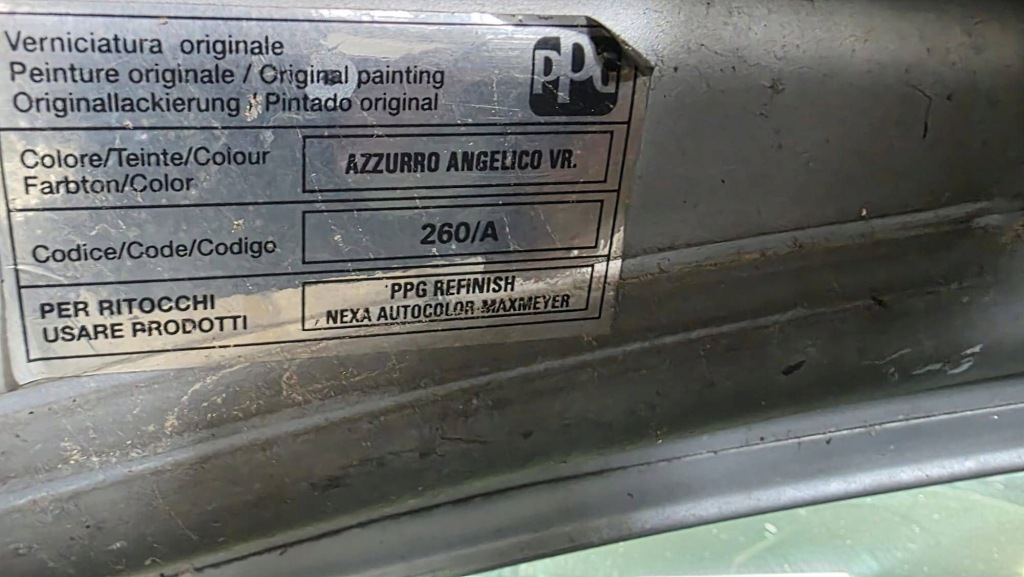 Verniciatura originale
Peinture originale / Original painting
Originallackierung / Pintado original
PPG
Colore/Teinte/Colour
Farbton/Color
AZZURRO ANGELICO VR.
Codice/Code/Codigo
260/A
PER RITOCCHI
USARE PRODOTTI
PPG REFINISH
NEXA AUTOCOLOR-MAXMEYER